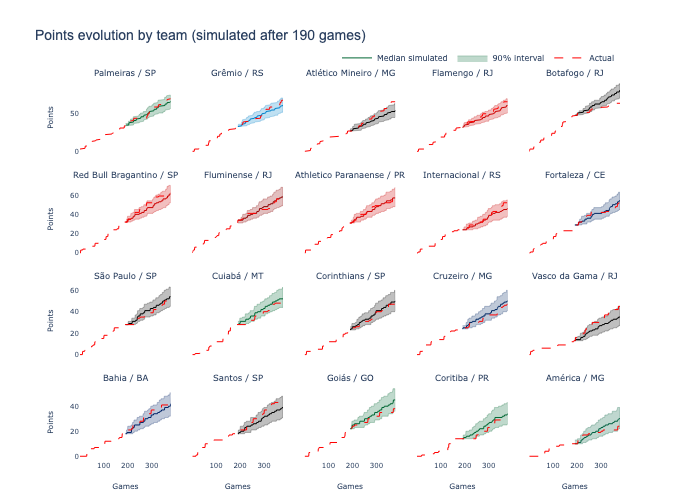 Points evolution by team (simulated after 190 games)
Median simulated 90% interval Actual
Palmeiras / SP Grêmio / RS Atlético Mineiro / MG Flamengo / RJ Botafogo / RJ
Points
50
0
Red Bull Bragantino / SP Fluminense / RJ Athletico Paranaense / PR Internacional / RS Fortaleza / CE
Points
60
40
20
0
São Paulo / SP Cuiabá / MT Corinthians / SP Cruzeiro / MG Vasco da Gama / RJ
Points
60
40
20
0
Bahia / BA Santos / SP Goiás / GO Coritiba / PR América / MG
Points
40
20
0
100 200 300 100 200 300 100 200 300 100 200 300 100 200 300
Games Games Games Games Games